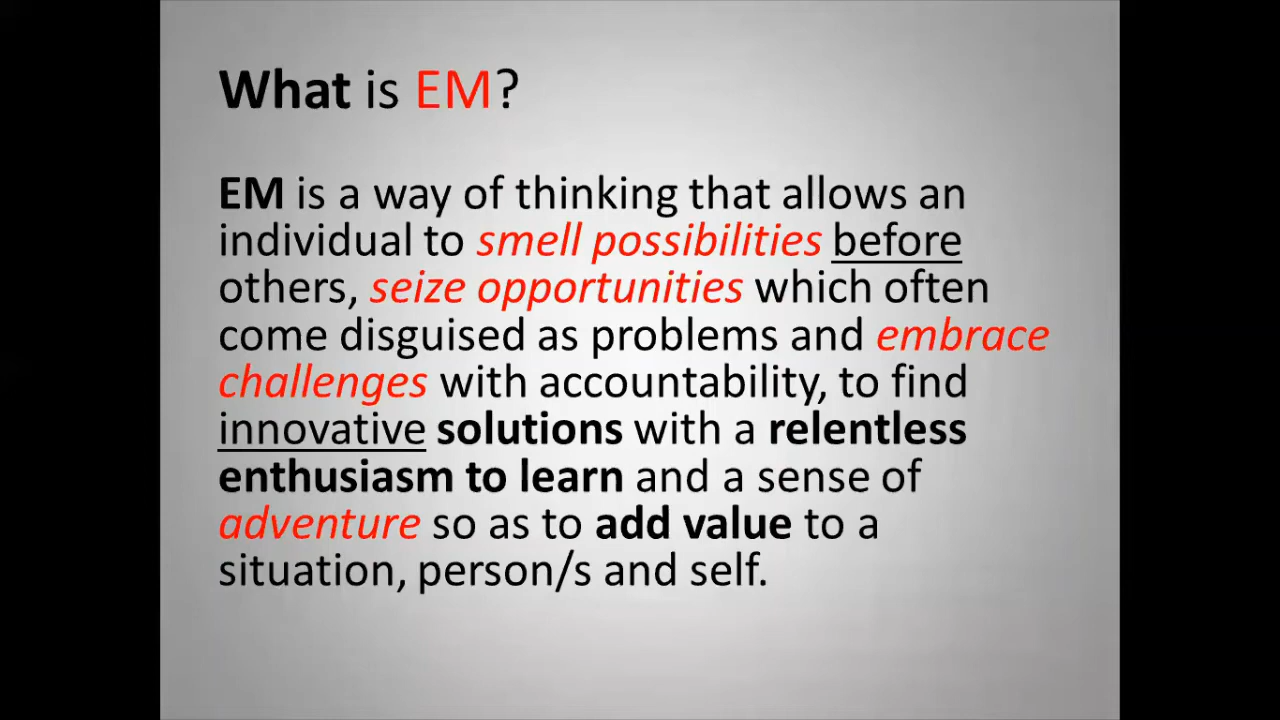 What is EM?
EM is a way of thinking that allows an
individual to smell possibilities before
others, seize opportunities which often
come disguised as problems and embrace
challenges with accountability, to find
innovative solutions with a relentless
enthusiasm to learn and a sense of
adventure so as to add value to a
situation, person/s and self.